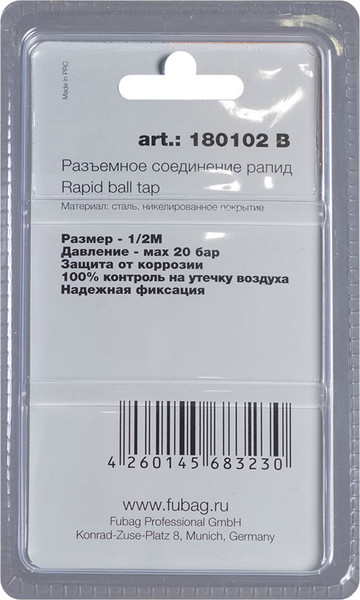 Made in PRC
art.: 180102 B
Разъемное соединение рапид
Rapid ball tap
Материал: сталь, никелированное покрытие
Размер - 1/2М
Давление - мах 20 бар
Защита от коррозии
100% контроль на утечку воздуха
Надежная фиксация
4 260145 683230
www.fubag.ru
Fubag Professional GmbH
Konrad-Zuse-Platz 8, Munich, Germany